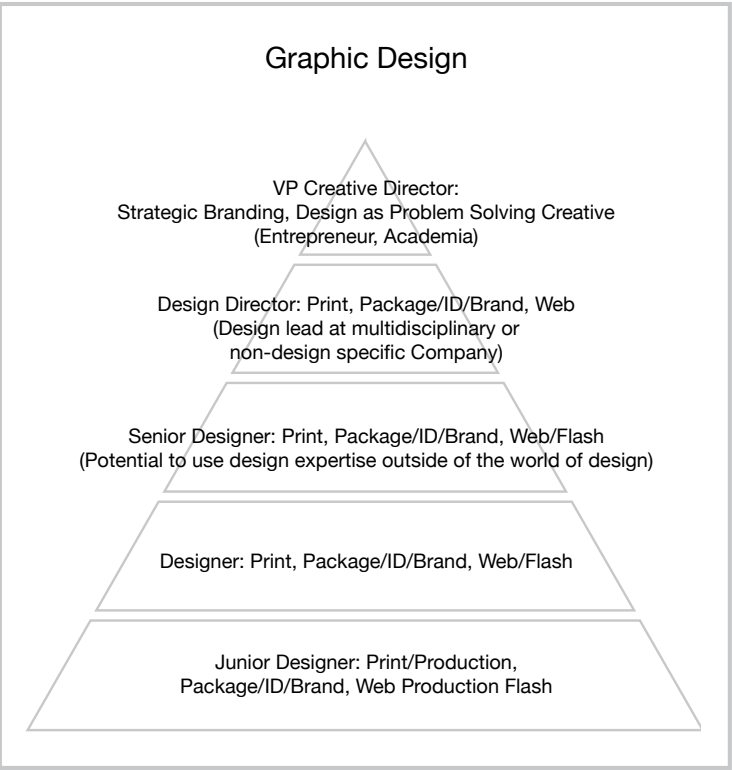 Graphic Design
VP Creative Director:
Strategic Branding, Design as Problem Solving Creative
(Entrepreneur, Academia)
Design Director: Print, Package/ID/Brand, Web
(Design lead at multidisciplinary or
non-design specific Company)
Senior Designer: Print, Package/ID/Brand, Web/Flash
(Potential to use design expertise outside of the world of design)
Designer: Print, Package/ID/Brand, Web/Flash
Junior Designer: Print/Production,
Package/ID/Brand, Web Production Flash